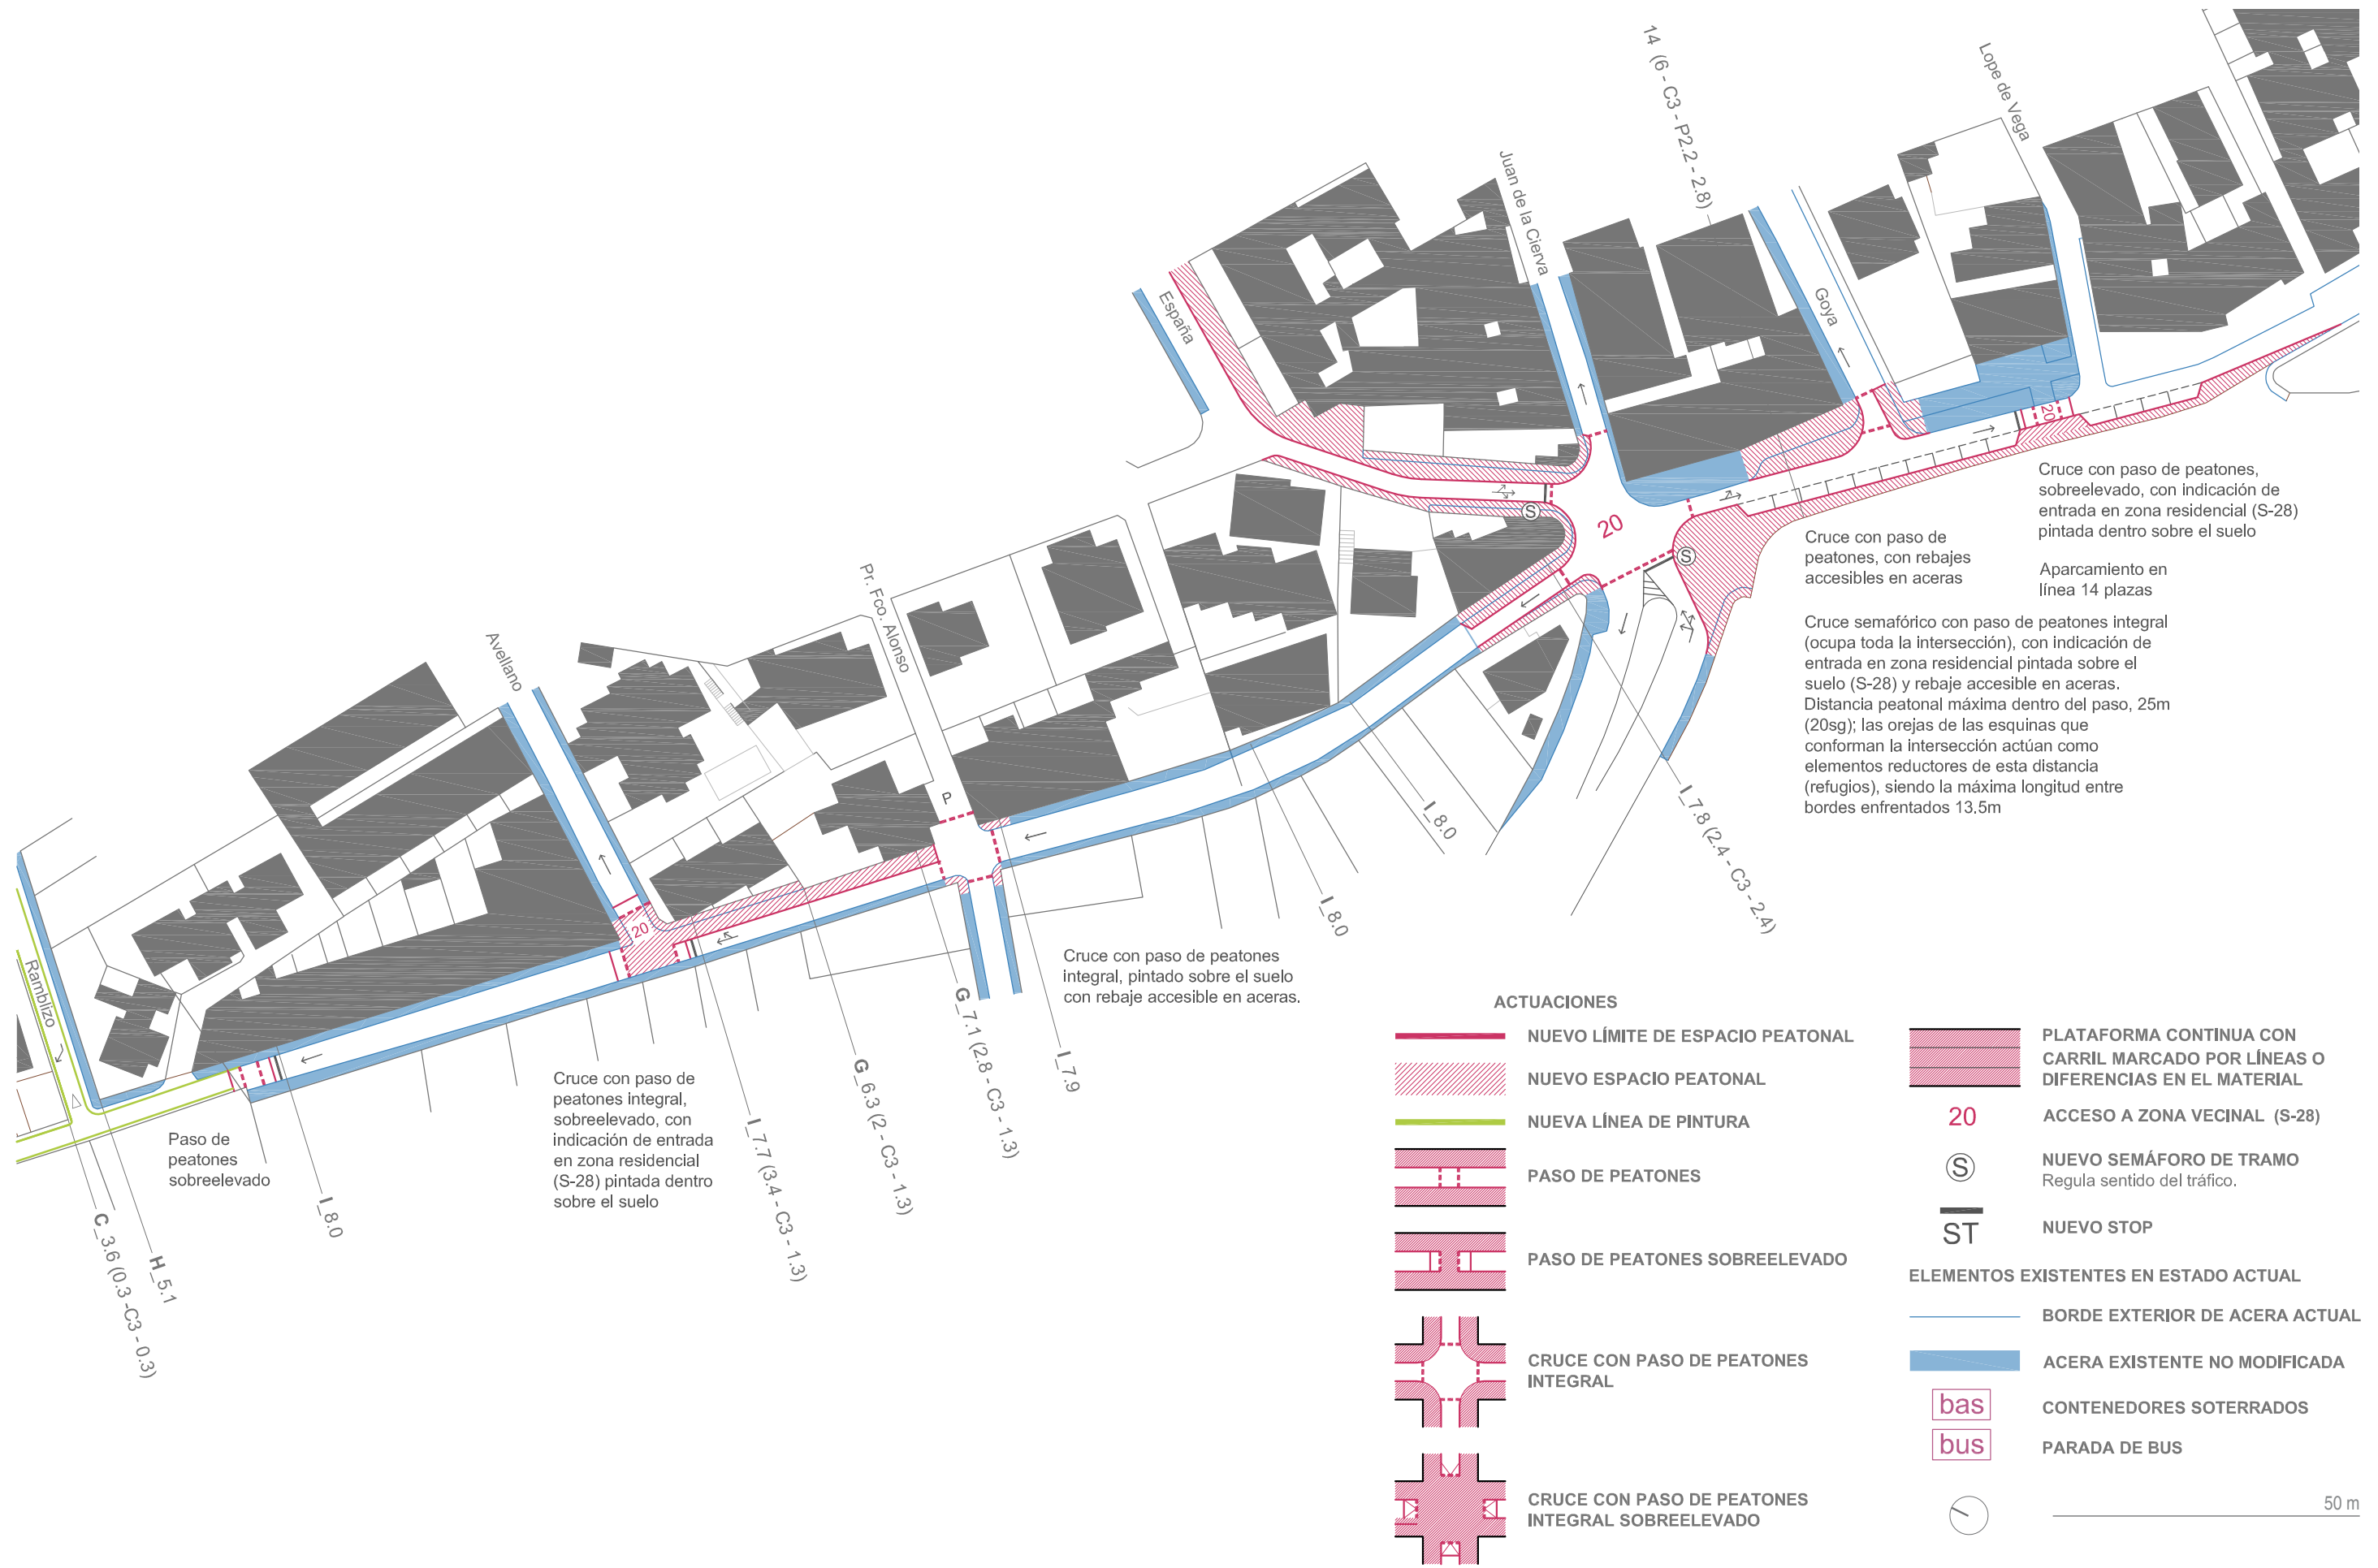 14 (6 - C3 - P2.2 - 2.8)
Lope de Vega
Juan de la Cierva
España
Goya
20
20
S
S
Cruce con paso de peatones,
sobreelevado, con indicación de
entrada en zona residencial (S-28)
pintada dentro sobre el suelo
Aparcamiento en
línea 14 plazas
Cruce con paso de
peatones, con rebajes
accesibles en aceras
Cruce semafórico con paso de peatones integral
(ocupa toda la intersección), con indicación de
entrada en zona residencial pintada sobre el
suelo (S-28) y rebaje accesible en aceras.
Distancia peatonal máxima dentro del paso, 25m
(20sg); las orejas de las esquinas que
conforman la intersección actúan como
elementos reductores de esta distancia
(refugios), siendo la máxima longitud entre
bordes enfrentados 13,5m
Pr. Fco. Alonso
Avellano
P
20
Ramblizo
I_7.8 (2.4 - C3 - 2.4)
I_8.0
I_8.0
I_7.9
G_7.1 (2.8 - C3 - 1.3)
G_6.3 (2 - C3 - 1.3)
I_7.7 (3.4 - C3 - 1.3)
I_8.0
H_5.1
C_3.6 (0.3 -C3 - 0.3)
Cruce con paso de peatones
integral, pintado sobre el suelo
con rebaje accesible en aceras.
Cruce con paso de
peatones integral,
sobreelevado, con
indicación de entrada
en zona residencial
(S-28) pintada dentro
sobre el suelo
Paso de
peatones
sobreelevado
ACTUACIONES
NUEVO LÍMITE DE ESPACIO PEATONAL
NUEVO ESPACIO PEATONAL
NUEVA LÍNEA DE PINTURA
PASO DE PEATONES
PASO DE PEATONES SOBREELEVADO
CRUCE CON PASO DE PEATONES
INTEGRAL
CRUCE CON PASO DE PEATONES
INTEGRAL SOBREELEVADO
PLATAFORMA CONTINUA CON
CARRIL MARCADO POR LÍNEAS O
DIFERENCIAS EN EL MATERIAL
20
ACCESO A ZONA VECINAL (S-28)
S
NUEVO SEMÁFORO DE TRAMO
Regula sentido del tráfico.
ST
NUEVO STOP
ELEMENTOS EXISTENTES EN ESTADO ACTUAL
BORDE EXTERIOR DE ACERA ACTUAL
ACERA EXISTENTE NO MODIFICADA
bas
CONTENEDORES SOTERRADOS
bus
PARADA DE BUS
50 m